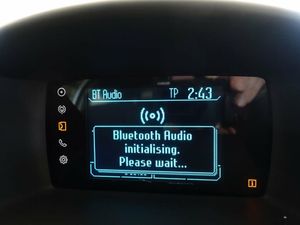 BT Audio TP 2:43
Bluetooth Audio
initialising.
Please wait...